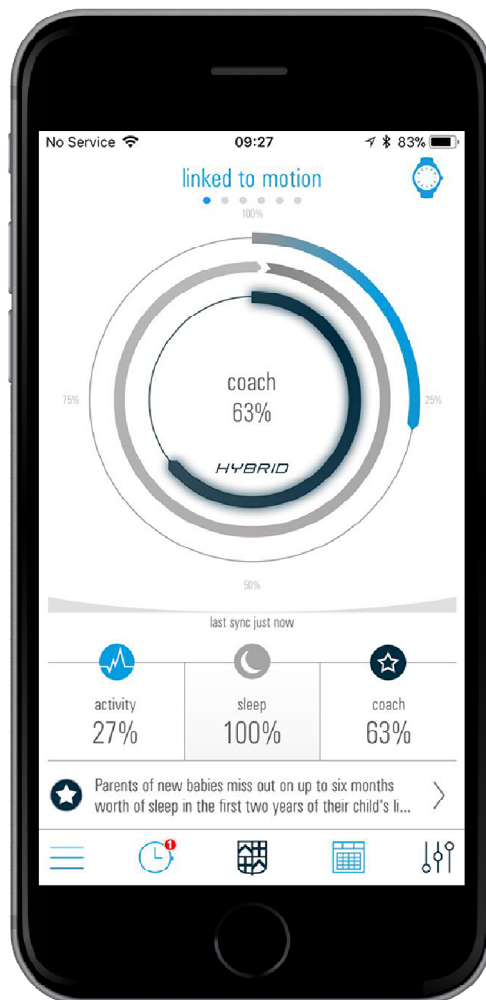 No Service 09:27 83%
linked to motion
100%
75%
25%
coach
63%
HYBRID
50%
last sync just now
activity sleep coach
27% 100% 63%
Parents of new babies miss out on up to six months
worth of sleep in the first two years of their child's li...
1